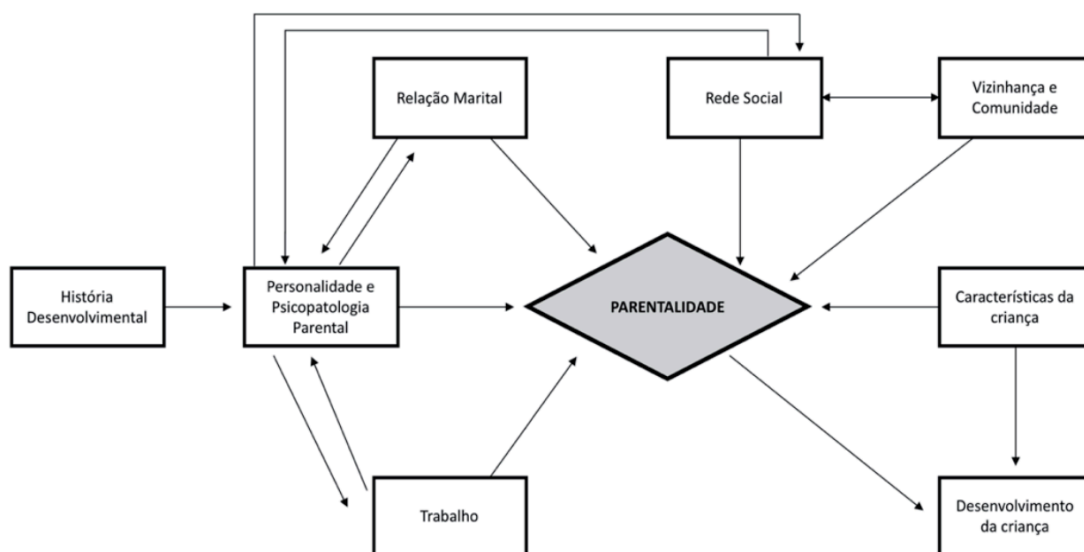 Relação Marital
Rede Social
Vizinhança e
Comunidade
História
Desenvolvimental
Personalidade e
Psicopatologia
Parental
PARENTALIDADE
Características da
criança
Trabalho
Desenvolvimento
da criança